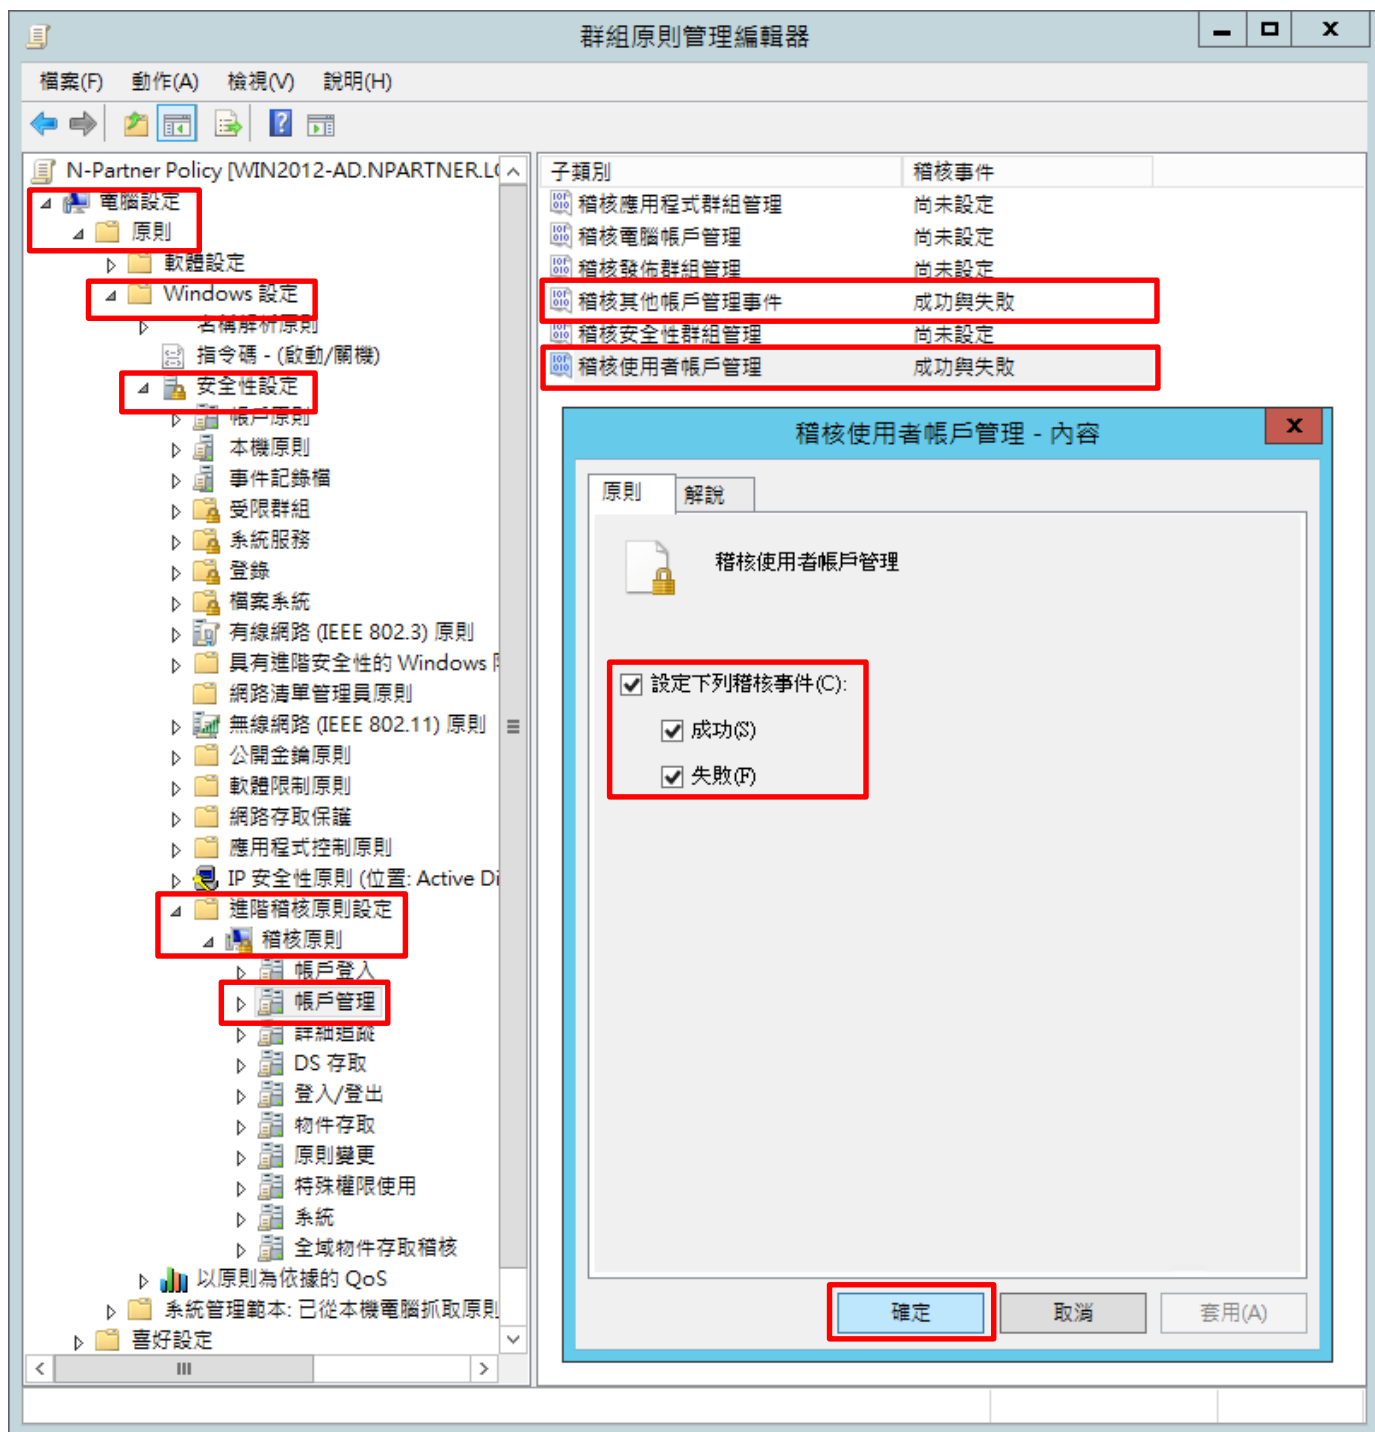 群組原則管理編輯器
檔案(F) 動作(A) 檢視(V) 說明(H)
N-Partner Policy [WIN2012-AD.NPARTNER.L
電腦設定
原則
軟體設定
Windows 設定
名稱解析原則
指令碼 - (啟動/關機)
安全性設定
帳戶原則
本機原則
事件記錄檔
受限群組
系統服務
登錄
檔案系統
有線網路 (IEEE 802.3) 原則
具有進階安全性的 Windows
網路清單管理員原則
無線網路 (IEEE 802.11) 原則
公開金鑰原則
軟體限制原則
網路存取保護
應用程式控制原則
IP 安全性原則 (位置: Active Di
進階稽核原則設定
稽核原則
帳戶登入
帳戶管理
詳細追蹤
DS 存取
登入/登出
物件存取
原則變更
特殊權限使用
系統
全域物件存取稽核
以原則為依據的 QoS
系統管理範本: 已從本機電腦抓取原則
喜好設定
子類別 稽核事件
稽核應用程式群組管理 尚未設定
稽核電腦帳戶管理 尚未設定
稽核發佈群組管理 尚未設定
稽核其他帳戶管理事件 成功與失敗
稽核安全性群組管理 尚未設定
稽核使用者帳戶管理 成功與失敗
稽核使用者帳戶管理 - 內容
原則 解說
稽核使用者帳戶管理
設定下列稽核事件(C):
成功(S)
失敗(F)
確定 取消 套用(A)